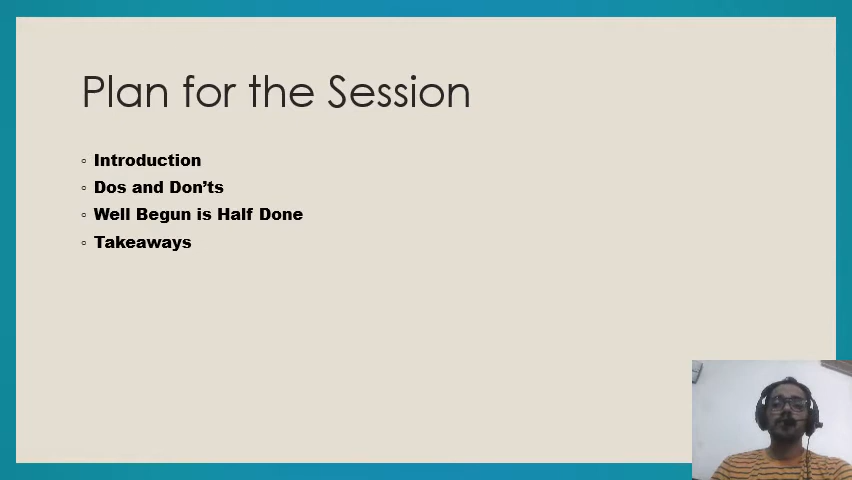 Plan for the Session
Introduction
Dos and Don’ts
Well Begun is Half Done
Takeaways